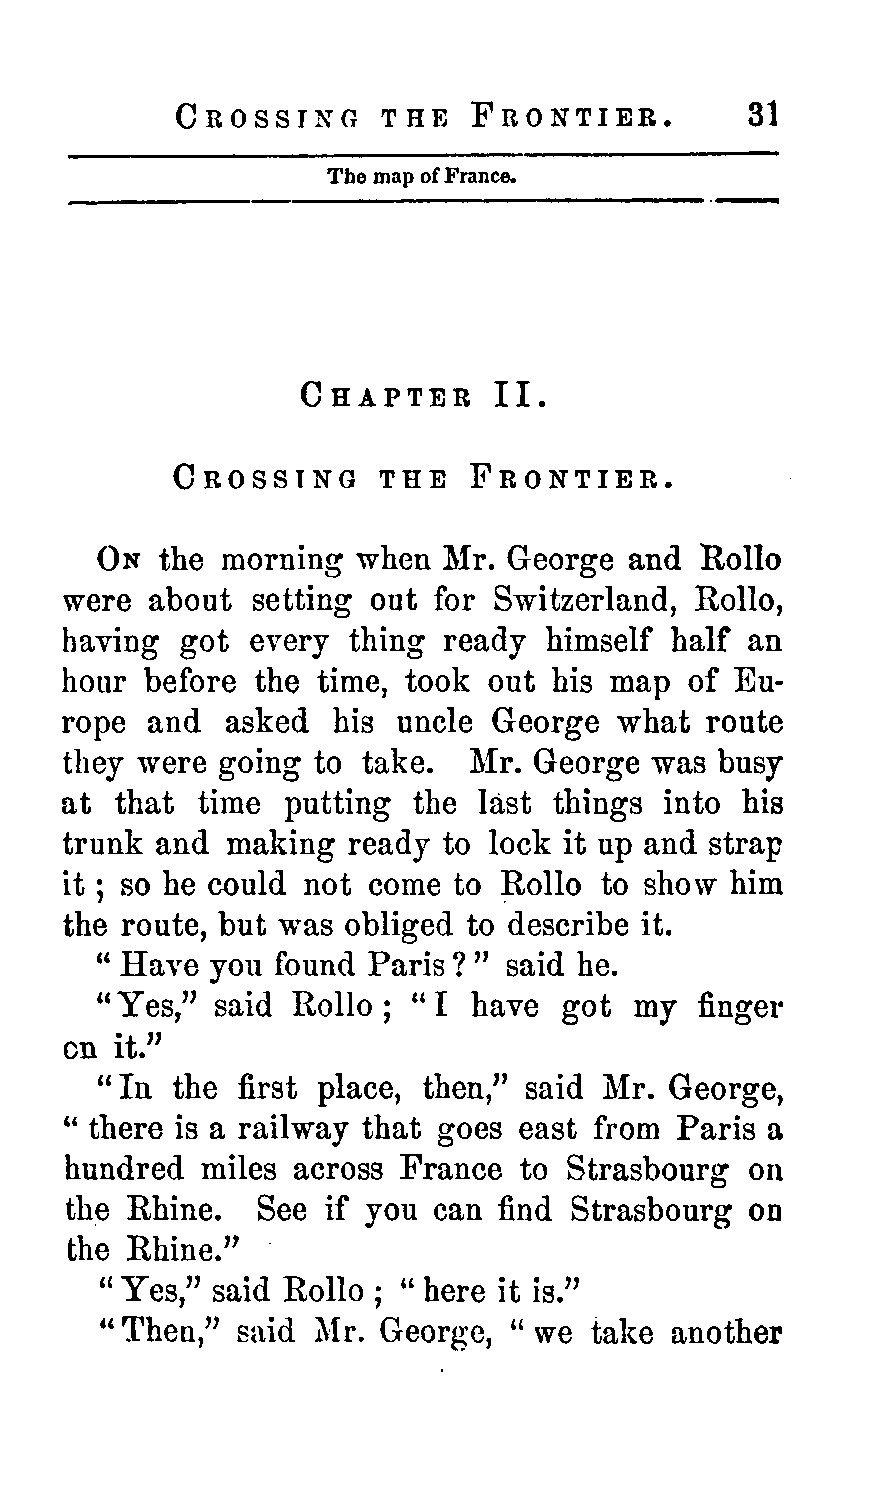 CROSSING THE FRONTIER. 31
The map of France.
CHAPTER II.
CROSSING THE FRONTIER.
ON the morning when Mr. George and Rollo
were about setting out for Switzerland, Rollo,
having got every thing ready himself half an
hour before the time, took out his map of Eu-
rope and asked his uncle George what route
they were going to take. Mr. George was busy
at that time putting the last things into his
trunk and making ready to lock it up and strap
it; so he could not come to Rollo to show him
the route, but was obliged to describe it.
"Have you found Paris?" said he.
"Yes," said Rollo; "I have got my finger
on it."
"In the first place, then," said Mr. George,
"there is a railway that goes east from Paris a
hundred miles across France to Strasbourg on
the Rhine. See if you can find Strasbourg on
the Rhine."
"Yes," said Rollo; "here it is."
"Then," said Mr. George, "we take another